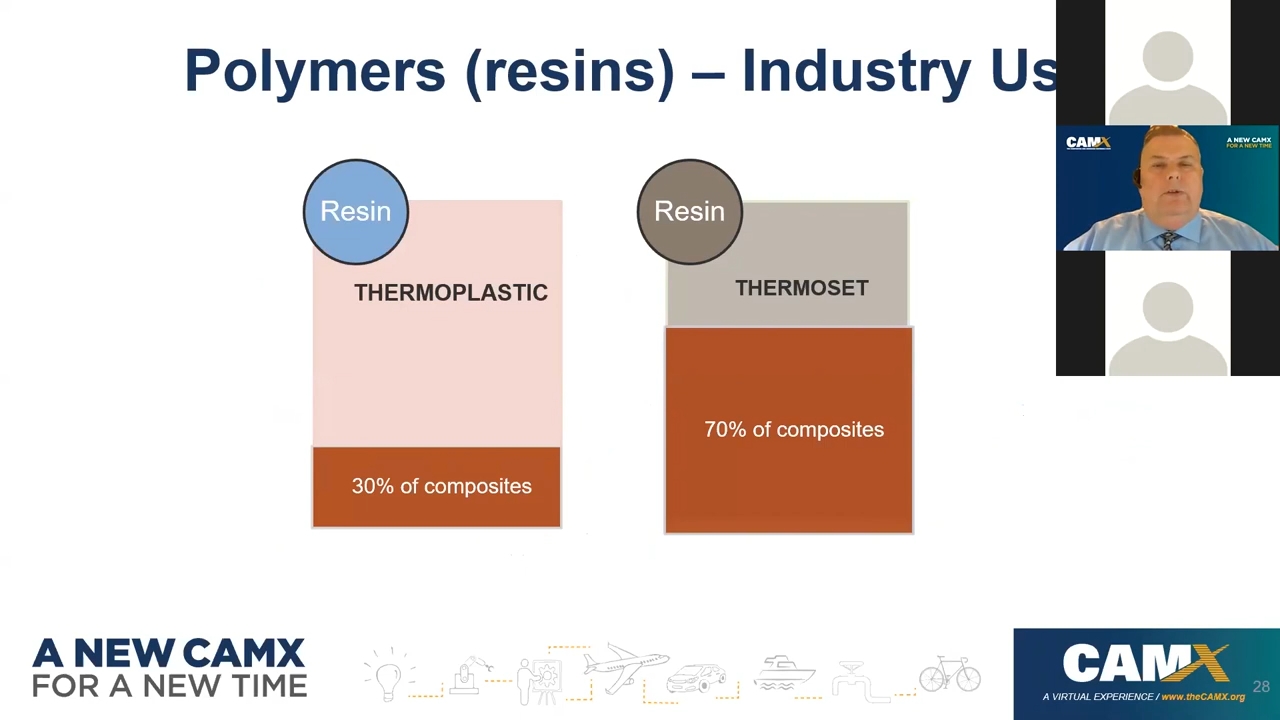 Polymers (resins) – Industry Us
Resin
THERMOPLASTIC
30% of composites
Resin
THERMOSET
70% of composites
CAMX
A NEW CAMX
FOR A NEW TIME
A NEW CAMX
FOR A NEW TIME
CAMX
A VIRTUAL EXPERIENCE / www.theCAMX.org
28